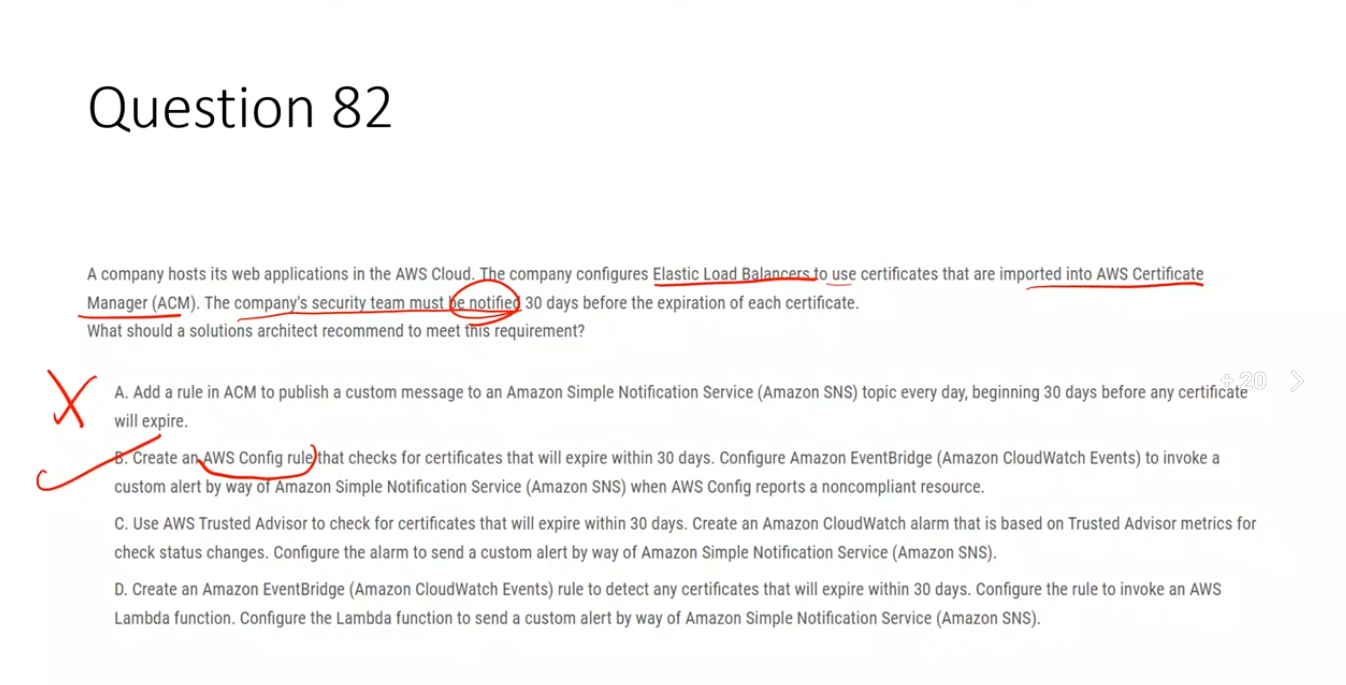 Question 82
A company hosts its web applications in the AWS Cloud. The company configures Elastic Load Balancers to use certificates that are imported into AWS Certificate
Manager (ACM). The company's security team must be notified 30 days before the expiration of each certificate.
What should a solutions architect recommend to meet this requirement?
A. Add a rule in ACM to publish a custom message to an Amazon Simple Notification Service (Amazon SNS) topic every day, beginning 30 days before any certificate
will expire.
+ 20
B. Create an AWS Config rule that checks for certificates that will expire within 30 days. Configure Amazon EventBridge (Amazon CloudWatch Events) to invoke a
custom alert by way of Amazon Simple Notification Service (Amazon SNS) when AWS Config reports a noncompliant resource.
C. Use AWS Trusted Advisor to check for certificates that will expire within 30 days. Create an Amazon CloudWatch alarm that is based on Trusted Advisor metrics for
check status changes. Configure the alarm to send a custom alert by way of Amazon Simple Notification Service (Amazon SNS).
D. Create an Amazon EventBridge (Amazon CloudWatch Events) rule to detect any certificates that will expire within 30 days. Configure the rule to invoke an AWS
Lambda function. Configure the Lambda function to send a custom alert by way of Amazon Simple Notification Service (Amazon SNS).